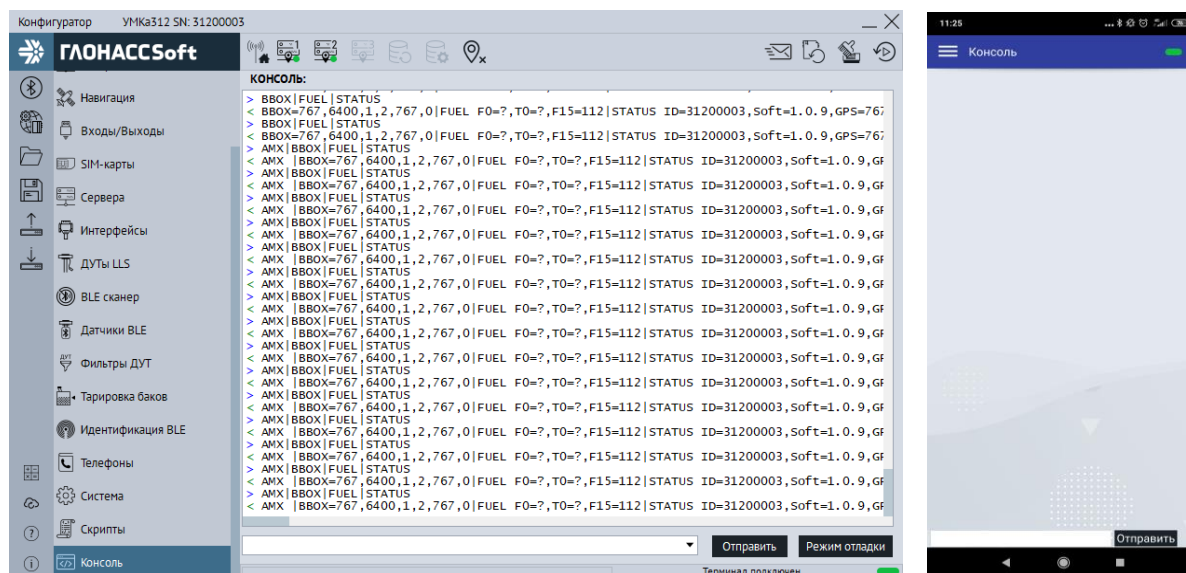 Конфигуратор УМКа312 SN: 31200003
ГЛОНАССSoft
Навигация
Входы/Выходы
SIM-карты
Сервера
Интерфейсы
ДУТы LLS
BLE сканер
Датчики BLE
Фильтры ДУТ
Тарировка баков
Идентификация BLE
Телефоны
Система
Скрипты
Консоль
КОНСОЛЬ:
> BBOX|FUEL|STATUS
< BBOX=767,6400,1,2,767,0|FUEL F0=?,T0=?,F15=112|STATUS ID=31200003,Soft=1.0.9,GPS=767
> BBOX|FUEL|STATUS
< BBOX=767,6400,1,2,767,0|FUEL F0=?,T0=?,F15=112|STATUS ID=31200003,Soft=1.0.9,GPS=767
> AMX|BBOX|FUEL|STATUS
< AMX |BBOX=767,6400,1,2,767,0|FUEL F0=?,T0=?,F15=112|STATUS ID=31200003,Soft=1.0.9,GP
> AMX|BBOX|FUEL|STATUS
< AMX |BBOX=767,6400,1,2,767,0|FUEL F0=?,T0=?,F15=112|STATUS ID=31200003,Soft=1.0.9,GP
> AMX|BBOX|FUEL|STATUS
< AMX |BBOX=767,6400,1,2,767,0|FUEL F0=?,T0=?,F15=112|STATUS ID=31200003,Soft=1.0.9,GP
> AMX|BBOX|FUEL|STATUS
< AMX |BBOX=767,6400,1,2,767,0|FUEL F0=?,T0=?,F15=112|STATUS ID=31200003,Soft=1.0.9,GP
> AMX|BBOX|FUEL|STATUS
< AMX |BBOX=767,6400,1,2,767,0|FUEL F0=?,T0=?,F15=112|STATUS ID=31200003,Soft=1.0.9,GP
> AMX|BBOX|FUEL|STATUS
< AMX |BBOX=767,6400,1,2,767,0|FUEL F0=?,T0=?,F15=112|STATUS ID=31200003,Soft=1.0.9,GP
> AMX|BBOX|FUEL|STATUS
< AMX |BBOX=767,6400,1,2,767,0|FUEL F0=?,T0=?,F15=112|STATUS ID=31200003,Soft=1.0.9,GP
> AMX|BBOX|FUEL|STATUS
< AMX |BBOX=767,6400,1,2,767,0|FUEL F0=?,T0=?,F15=112|STATUS ID=31200003,Soft=1.0.9,GP
> AMX|BBOX|FUEL|STATUS
< AMX |BBOX=767,6400,1,2,767,0|FUEL F0=?,T0=?,F15=112|STATUS ID=31200003,Soft=1.0.9,GP
> AMX|BBOX|FUEL|STATUS
< AMX |BBOX=767,6400,1,2,767,0|FUEL F0=?,T0=?,F15=112|STATUS ID=31200003,Soft=1.0.9,GP
> AMX|BBOX|FUEL|STATUS
< AMX |BBOX=767,6400,1,2,767,0|FUEL F0=?,T0=?,F15=112|STATUS ID=31200003,Soft=1.0.9,GP
> AMX|BBOX|FUEL|STATUS
< AMX |BBOX=767,6400,1,2,767,0|FUEL F0=?,T0=?,F15=112|STATUS ID=31200003,Soft=1.0.9,GP
> AMX|BBOX|FUEL|STATUS
< AMX |BBOX=767,6400,1,2,767,0|FUEL F0=?,T0=?,F15=112|STATUS ID=31200003,Soft=1.0.9,GP
> AMX|BBOX|FUEL|STATUS
< AMX |BBOX=767,6400,1,2,767,0|FUEL F0=?,T0=?,F15=112|STATUS ID=31200003,Soft=1.0.9,GP
> AMX|BBOX|FUEL|STATUS
< AMX |BBOX=767,6400,1,2,767,0|FUEL F0=?,T0=?,F15=112|STATUS ID=31200003,Soft=1.0.9,GP
Отправить Режим отладки
Терминал подключен
11:25
Консоль
Отправить